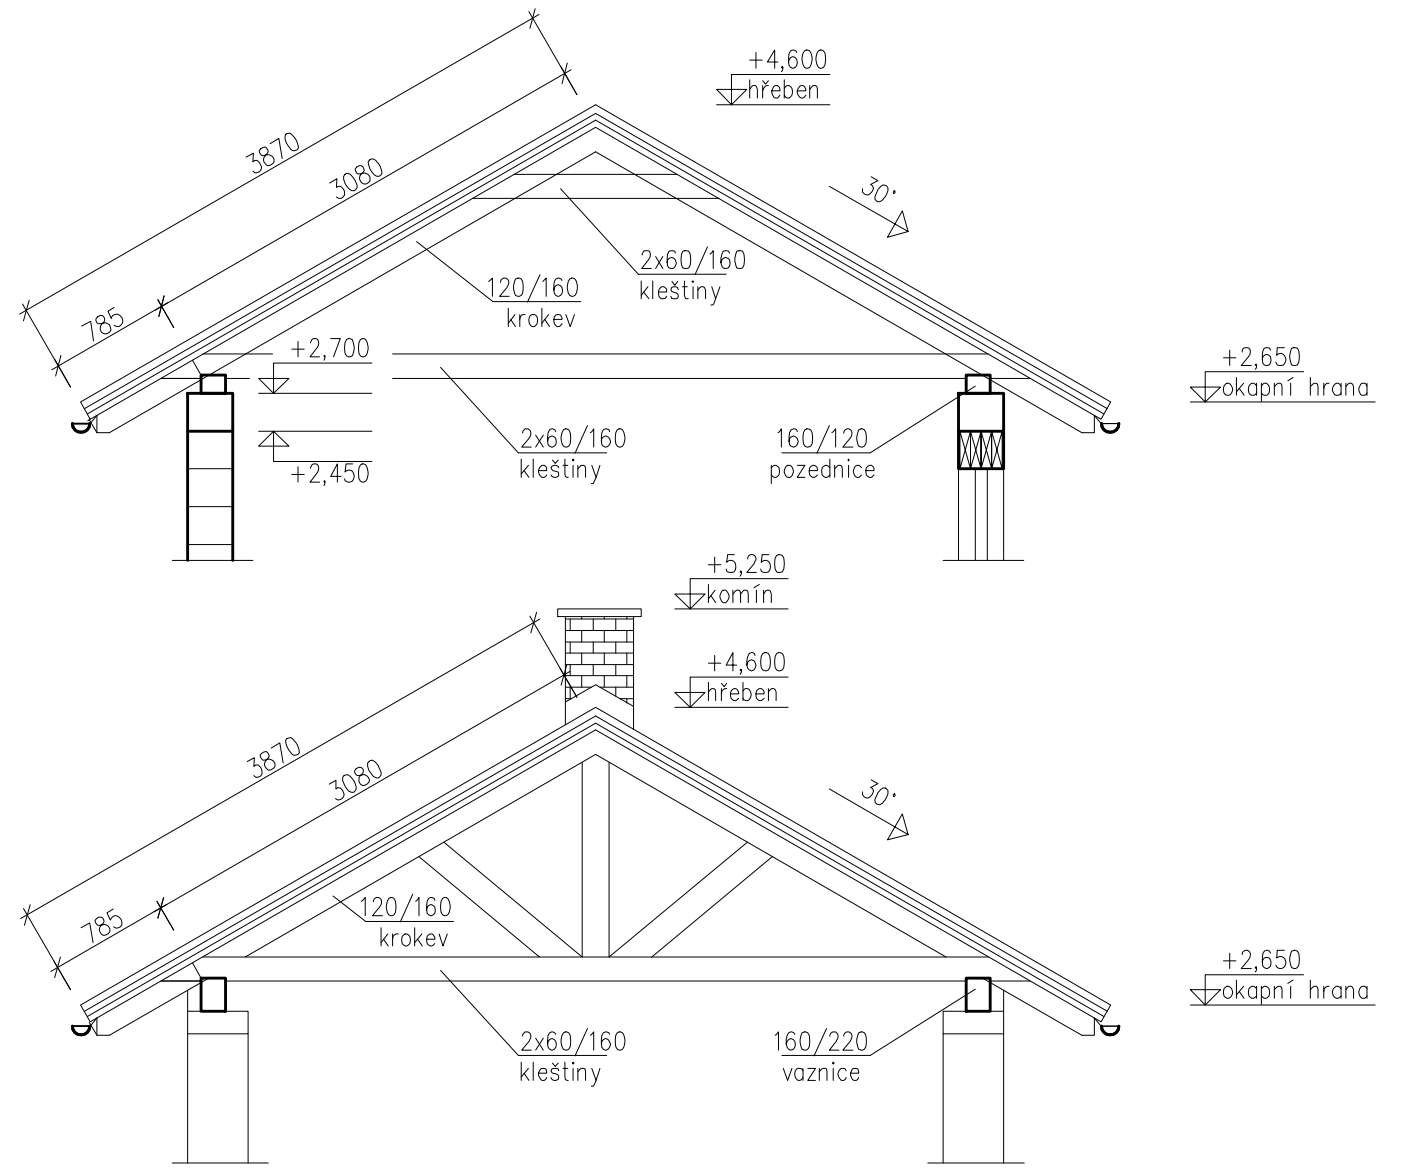 +4,600
hřeben
3870
3080
30°
2x60/160
kleštiny
120/160
krokev
785
+2,700
+2,650
okapní hrana
2x60/160
kleštiny
160/120
pozednice
+2,450
+5,250
komín
+4,600
hřeben
3870
3080
30°
120/160
krokev
785
+2,650
okapní hrana
2x60/160
kleštiny
160/220
vaznice